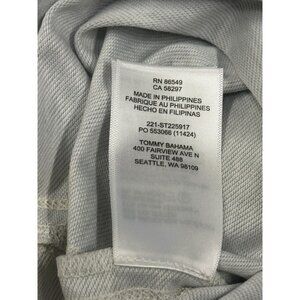 RN 86549
CA 58297
MADE IN PHILIPPINES
FABRIQUE AU PHILIPPINES
HECHO EN FILIPINAS
221-ST225917
PO 553066 (11424)
TOMMY BAHAMA
400 FAIRVIEW AVE N
SUITE 488
SEATTLE, WA 98109